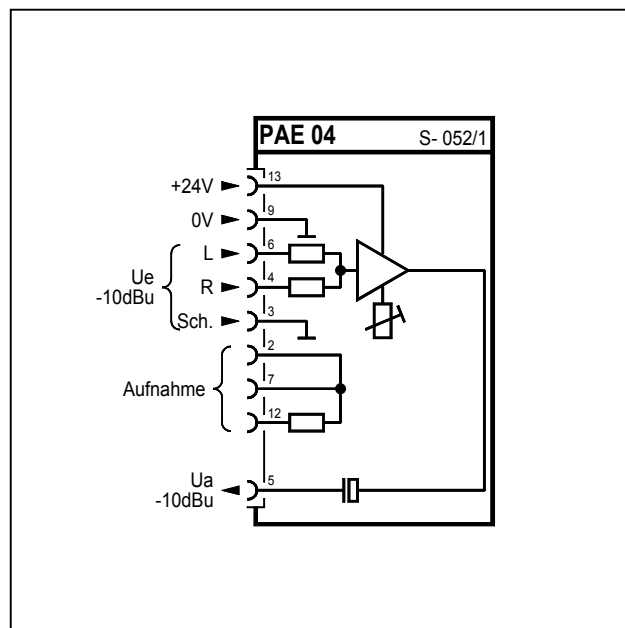 PAE 04 S- 052/1
+24V 13
0V 9
L 6
Ue
-10dBu
R 4
Sch. 3
2
Aufnahme 7
12
Ua
-10dBu
5